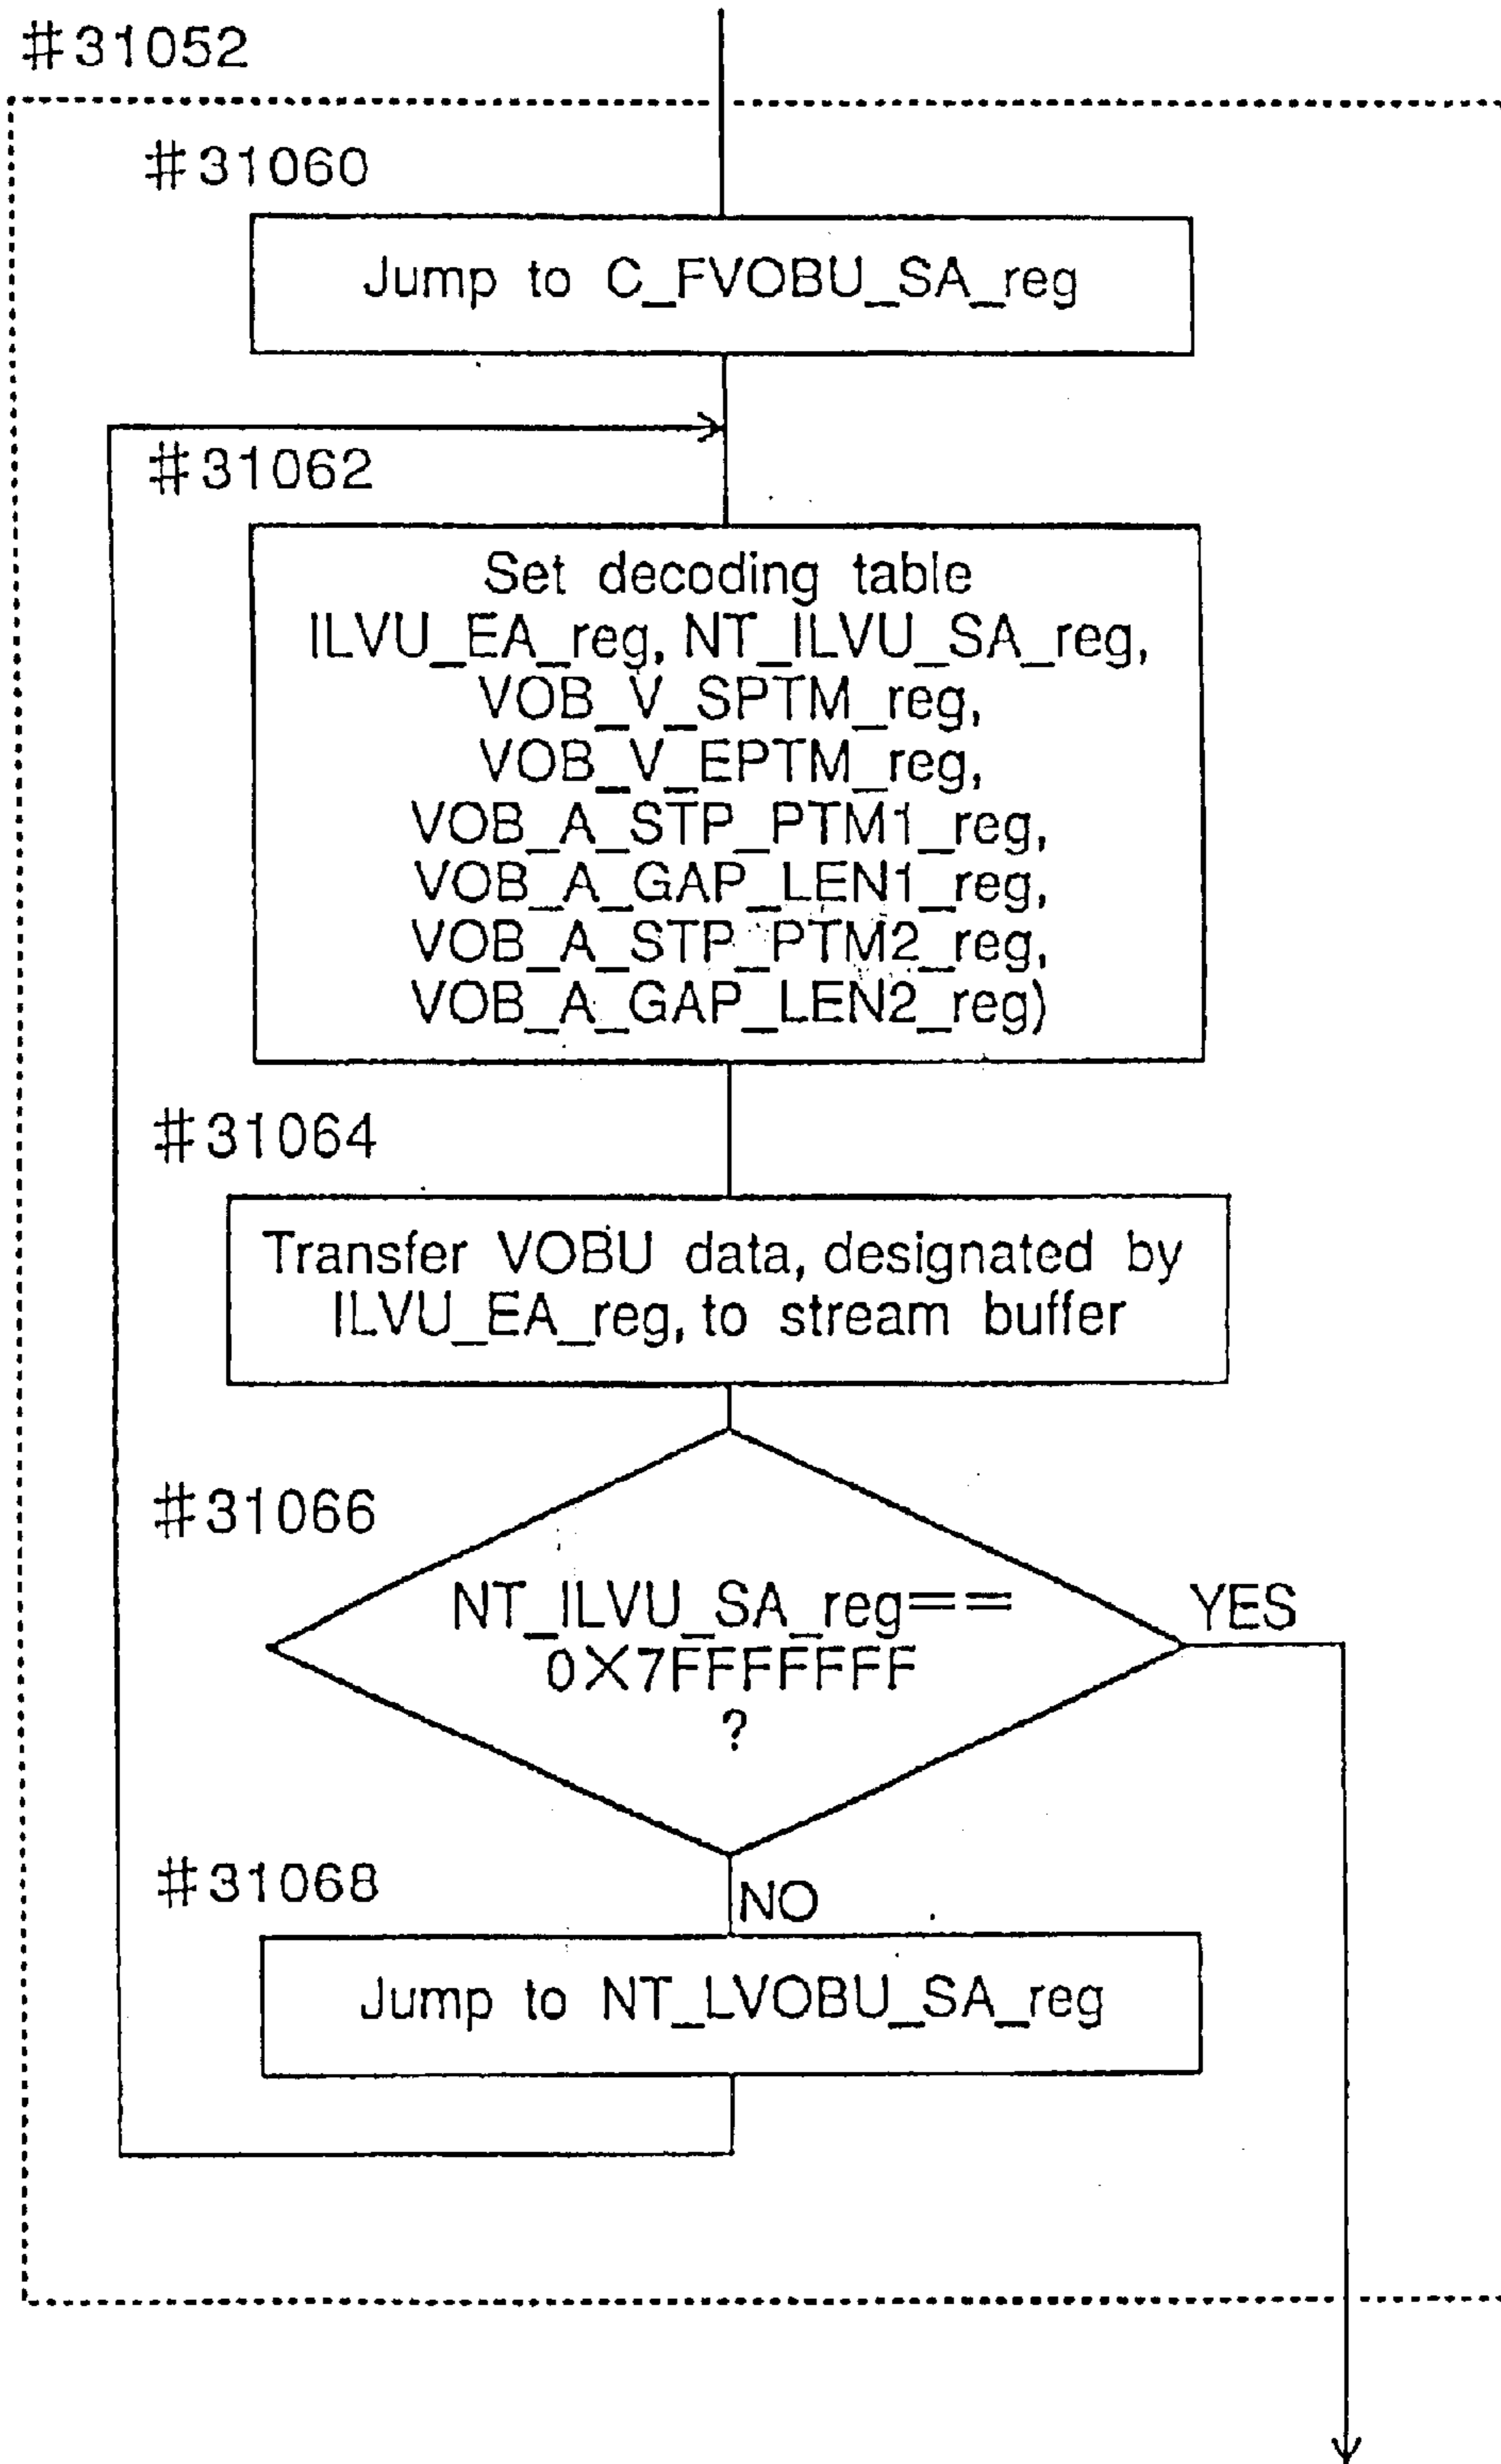 #31052
#31060
Jump to C_FVOBU_SA_reg
#31062
Set decoding table
ILVU_EA_reg, NT_ILVU_SA_reg,
VOB_V_SPTM_reg,
VOB_V_EPTM_reg,
VOB_A_STP_PTM1_reg,
VOB_A_GAP_LEN1_reg,
VOB_A_STP_PTM2_reg,
VOB_A_GAP_LEN2_reg)
#31064
Transfer VOBU data, designated by
ILVU_EA_reg, to stream buffer
#31066
NT_ILVU_SA_reg==
0X7FFFFFFF
?
YES
#31068
NO
Jump to NT_LVOBU_SA_reg